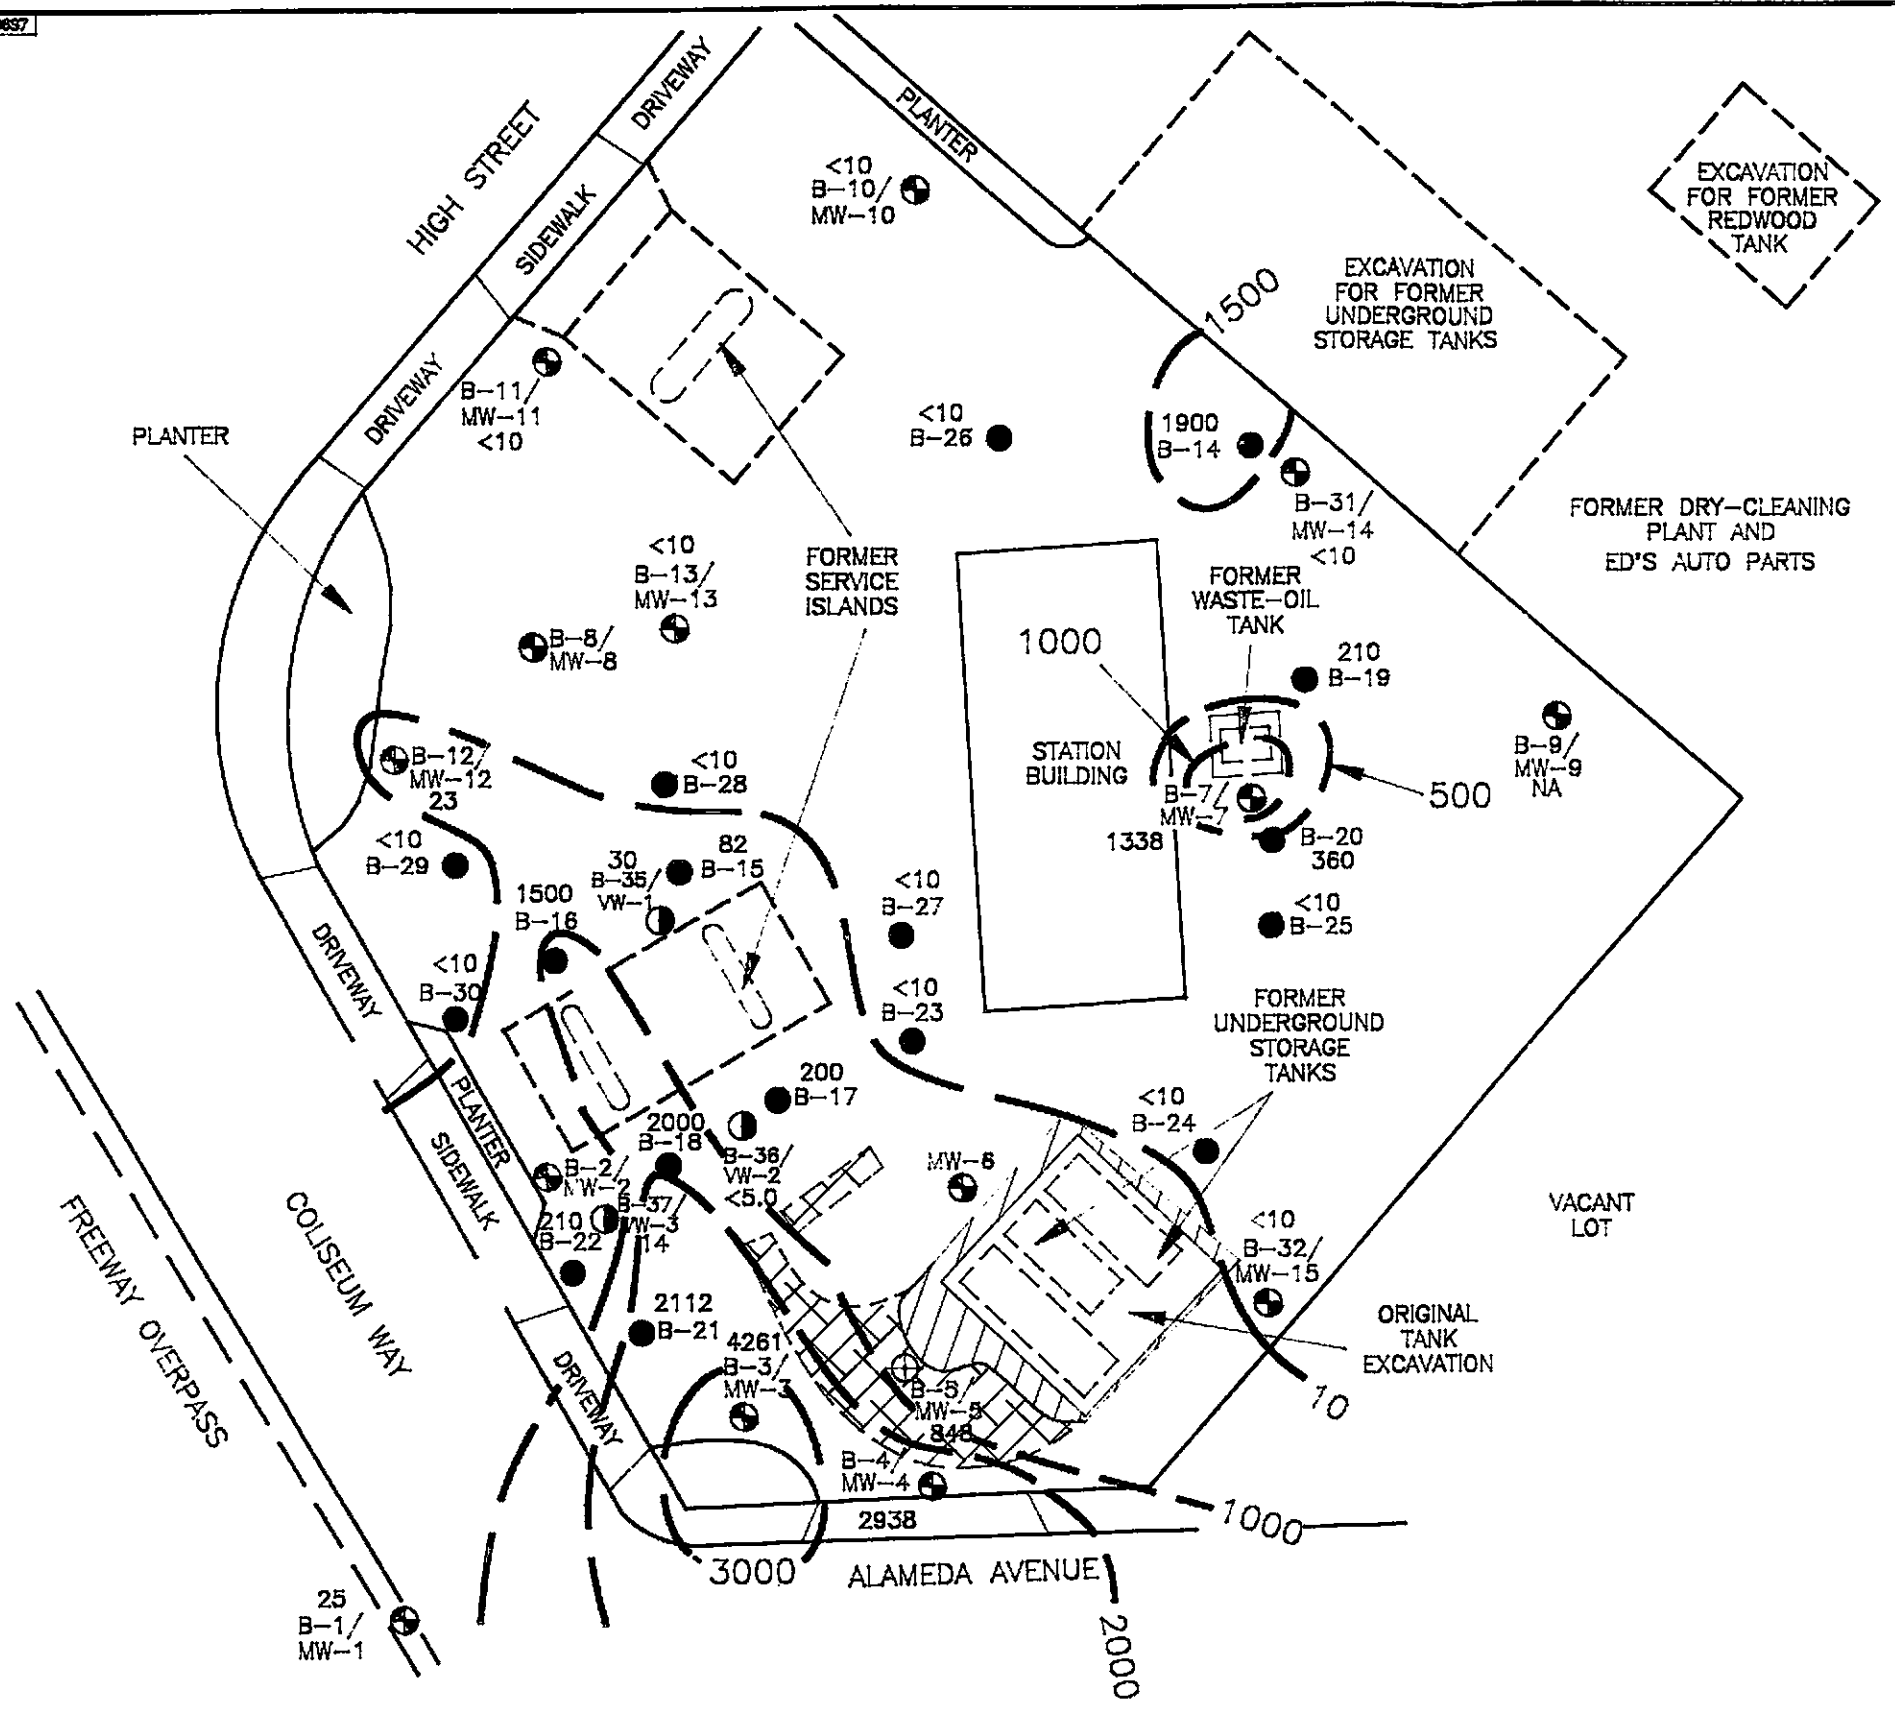 HIGH STREET
DRIVEWAY
SIDEWALK
DRIVEWAY
PLANTER
<10
B-10/
MW-10
EXCAVATION
FOR FORMER
REDWOOD
TANK
EXCAVATION
FOR FORMER
UNDERGROUND
STORAGE TANKS
1500
B-11/
MW-11
<10
PLANTER
<10
B-26
1900
B-14
B-31/
MW-14
<10
FORMER DRY-CLEANING
PLANT AND
ED'S AUTO PARTS
<10
B-13/
MW-13
FORMER
SERVICE
ISLANDS
FORMER
WASTE-OIL
TANK
B-8/
MW-8
1000
210
B-19
B-12/
MW-12
23
<10
B-28
STATION
BUILDING
B-7/
MW-7
1338
500
B-9/
MW-9
NA
B-20
360
<10
B-29
30
B-35/
VW-1
82
B-15
1500
B-16
<10
B-27
<10
B-25
DRIVEWAY
<10
B-30
<10
B-23
FORMER
UNDERGROUND
STORAGE
TANKS
PLANTER
SIDEWALK
200
B-17
2000
B-18
<10
B-24
B-36/
VW-2/
<5.0
MW-6
B-2/
MW-2
B-37/
VW-3/
14
210
B-22
FREEWAY OVERPASS
COLISEUM WAY
VACANT
LOT
<10
B-32/
MW-15
2112
B-21
4261
B-3/
MW-3
DRIVEWAY
ORIGINAL
TANK
EXCAVATION
10
B-5/
MW-5
848
B-4/
MW-4
2938
1000
3000
ALAMEDA AVENUE
2000
25
B-1/
MW-1